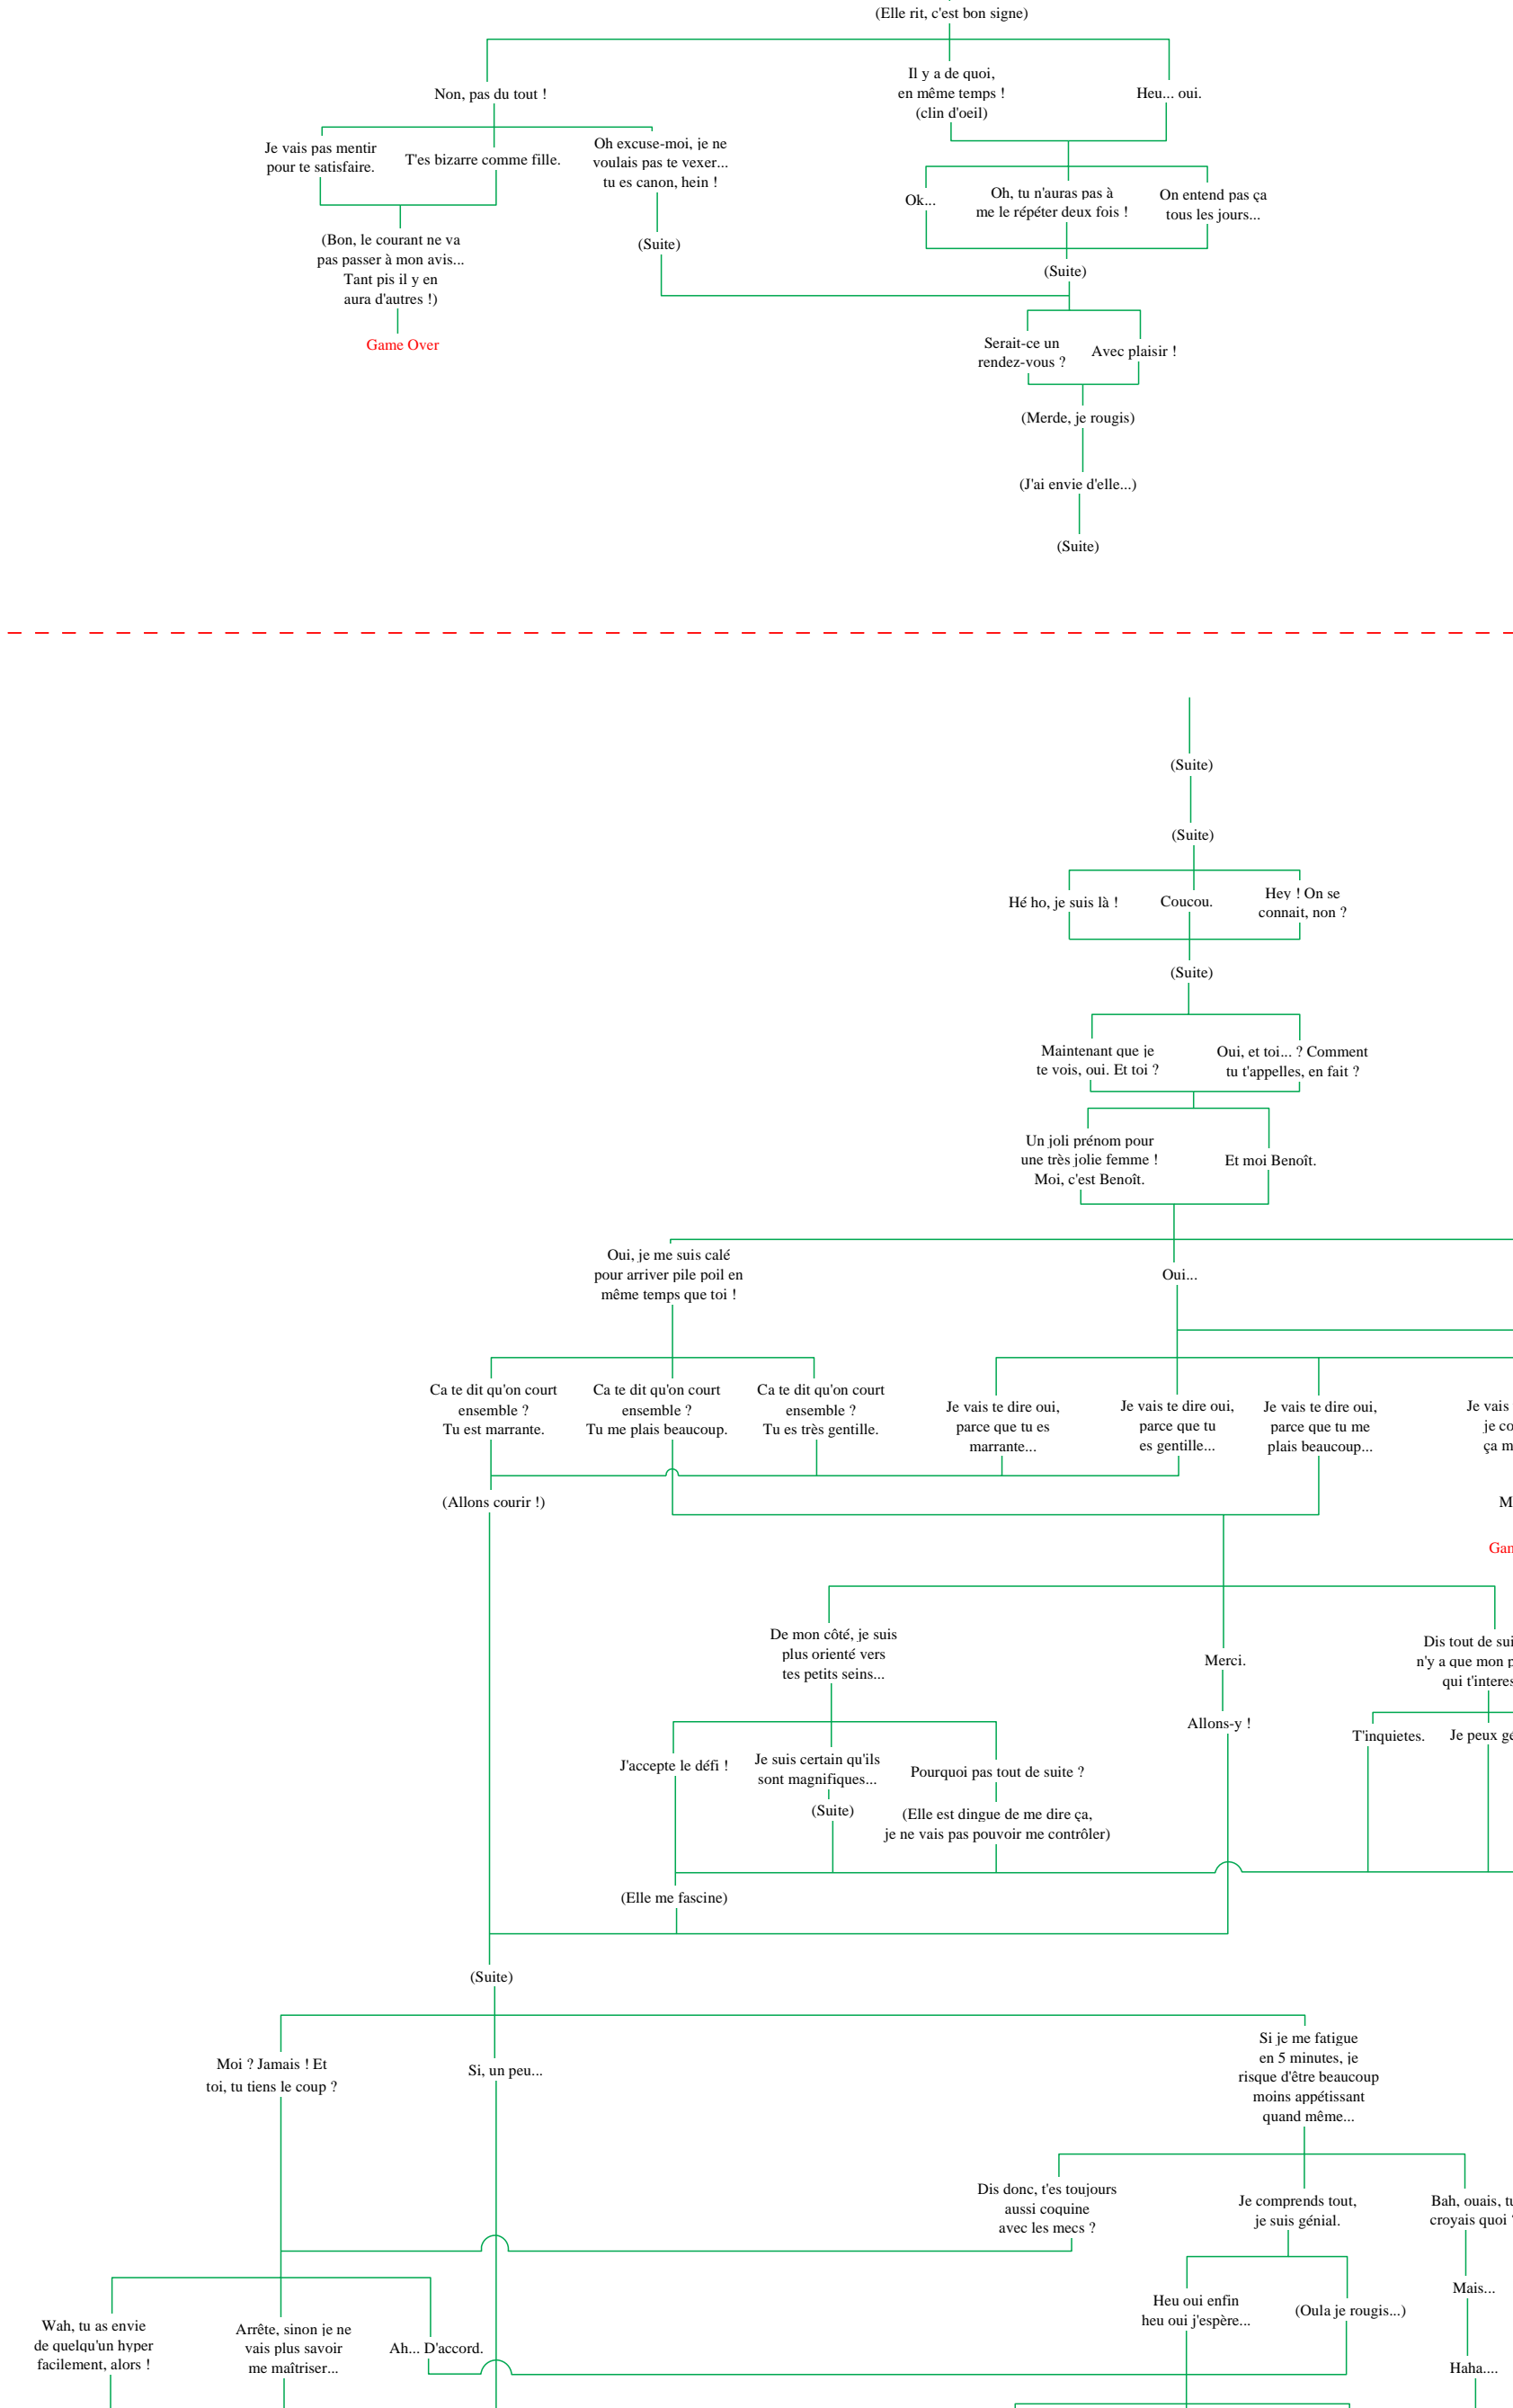 (Elle rit, c'est bon signe)
Non, pas du tout !
Il y a de quoi,
en même temps !
(clin d'oeil)
Heu... oui.
Je vais pas mentir
pour te satisfaire.
T'es bizarre comme fille.
Oh excuse-moi, je ne
voulais pas te vexer...
tu es canon, hein !
Ok...
Oh, tu n'auras pas à
me le répéter deux fois !
On entend pas ça
tous les jours...
(Bon, le courant ne va
pas passer à mon avis...
Tant pis il y en
aura d'autres !)
(Suite)
(Suite)
Game Over
Serait-ce un
rendez-vous ?
Avec plaisir !
(Merde, je rougis)
(J'ai envie d'elle...)
(Suite)
(Suite)
(Suite)
Hé ho, je suis là !
Coucou.
Hey ! On se
connait, non ?
(Suite)
Maintenant que je
te vois, oui. Et toi ?
Oui, et toi... ? Comment
tu t'appelles, en fait ?
Un joli prénom pour
une très jolie femme !
Moi, c'est Benoît.
Et moi Benoît.
Oui, je me suis calé
pour arriver pile poil en
même temps que toi !
Oui...
Ca te dit qu'on court
ensemble ?
Tu est marrante.
Ca te dit qu'on court
ensemble ?
Tu me plais beaucoup.
Ca te dit qu'on court
ensemble ?
Tu es très gentille.
Je vais te dire oui,
parce que tu es
marrante...
Je vais te dire oui,
parce que tu
es gentille...
Je vais te dire oui,
parce que tu me
plais beaucoup...
Je vais
je
ça
(Allons courir !)
De mon côté, je suis
plus orienté vers
tes petits seins...
Merci.
Dis tout de
n'y a que mon
qui
Allons-y !
J'accepte le défi !
Je suis certain qu'ils
sont magnifiques...
Pourquoi pas tout de suite ?
T'inquietes.
Je peux
(Suite)
(Elle est dingue de me dire ça,
je ne vais pas pouvoir me contrôler)
(Elle me fascine)
(Suite)
Moi ? Jamais ! Et
toi, tu tiens le coup ?
Si, un peu...
Si je me fatigue
en 5 minutes, je
risque d'être beaucoup
moins appétissant
quand même...
Dis donc, t'es toujours
aussi coquine
avec les mecs ?
Je comprends tout,
je suis génial.
Bah, ouais,
croyais quoi
Mais...
Heu oui enfin
heu oui j'espère...
(Oula je rougis...)
Wah, tu as envie
de quelqu'un hyper
facilement, alors !
Arrête, sinon je ne
vais plus savoir
me maîtriser...
Ah... D'accord.
Haha....